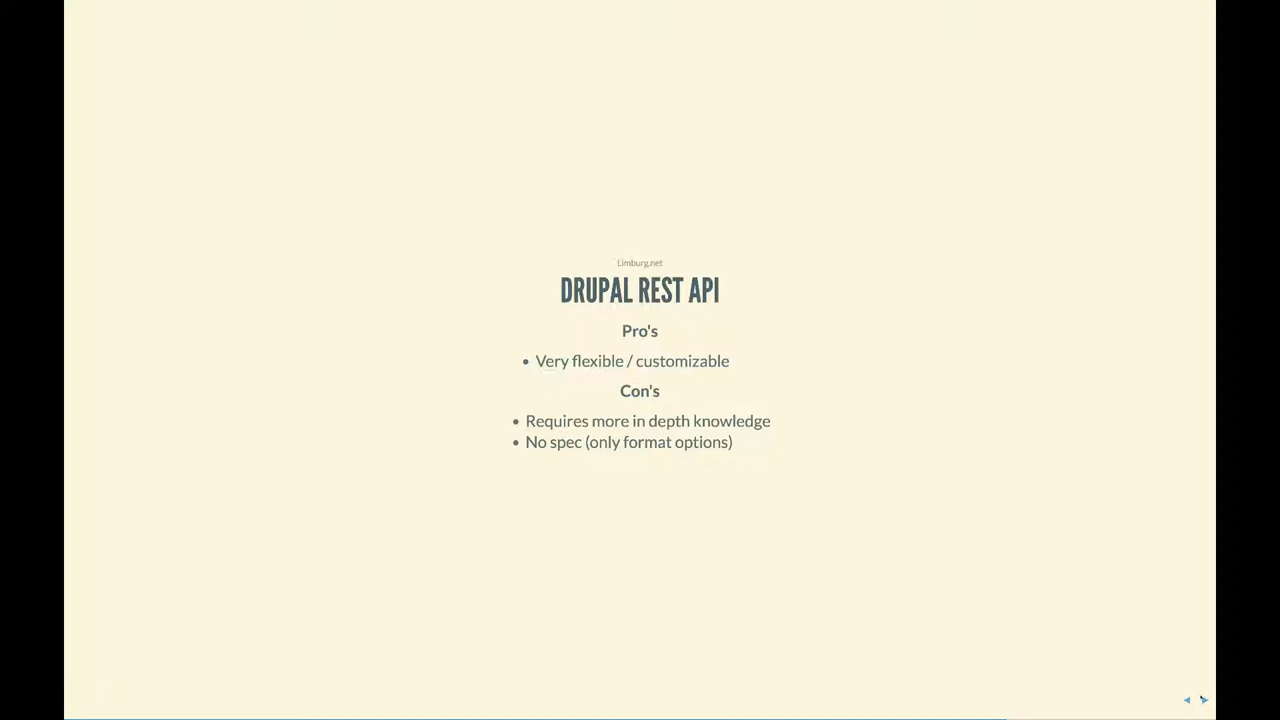 Limburg.net
DRUPAL REST API
Pro's
• Very flexible / customizable
Con's
• Requires more in depth knowledge
• No spec (only format options)